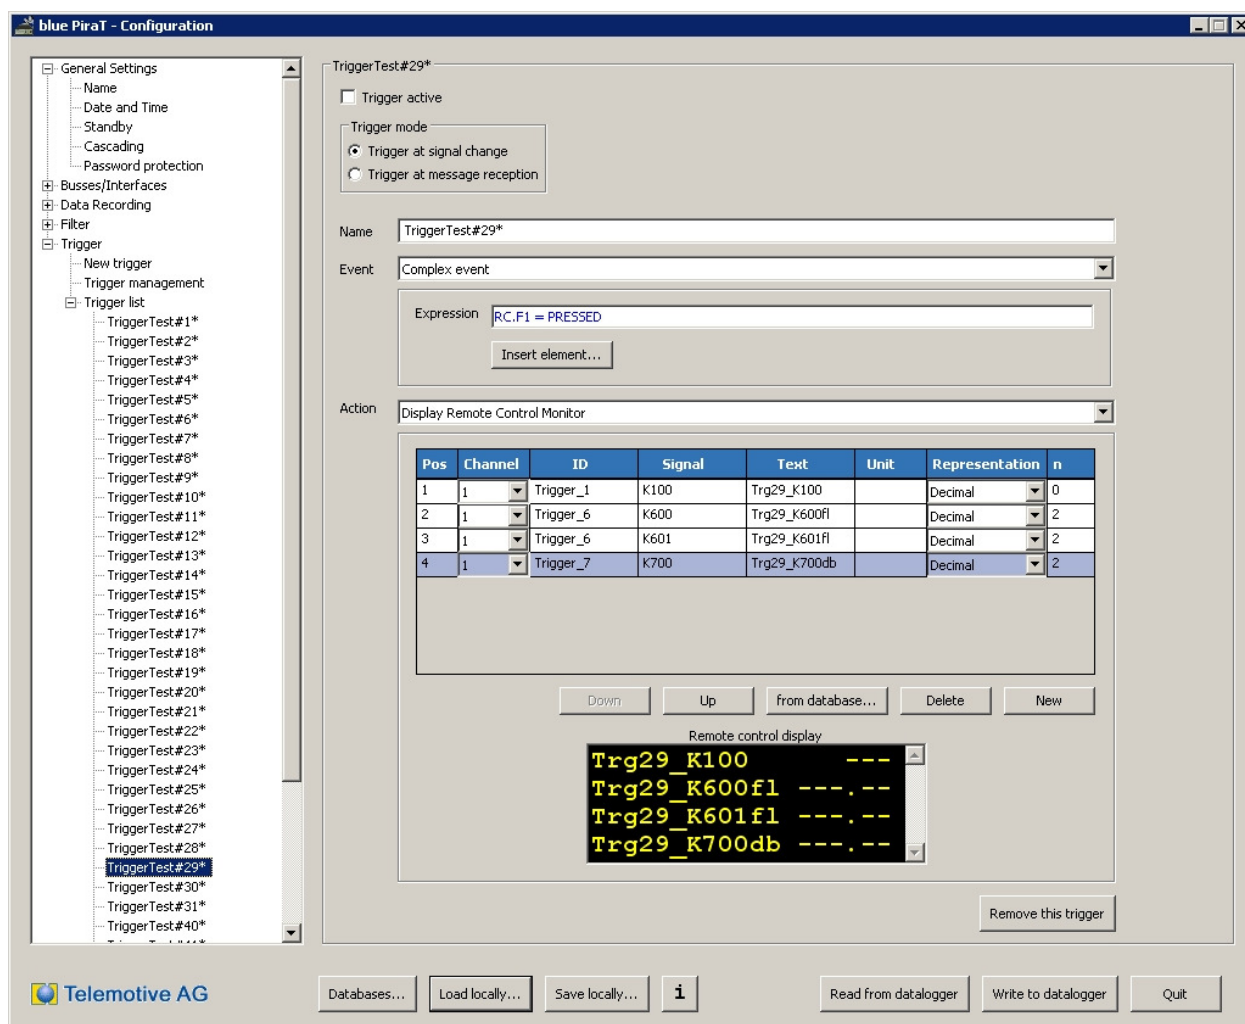 blue PiraT - Configuration
General Settings
Name
Date and Time
Standby
Cascading
Password protection
Busses/Interfaces
Data Recording
Filter
Trigger
New trigger
Trigger management
Trigger list
TriggerTest#1*
TriggerTest#2*
TriggerTest#3*
TriggerTest#4*
TriggerTest#5*
TriggerTest#6*
TriggerTest#7*
TriggerTest#8*
TriggerTest#9*
TriggerTest#10*
TriggerTest#11*
TriggerTest#12*
TriggerTest#13*
TriggerTest#14*
TriggerTest#15*
TriggerTest#16*
TriggerTest#17*
TriggerTest#18*
TriggerTest#19*
TriggerTest#20*
TriggerTest#21*
TriggerTest#22*
TriggerTest#23*
TriggerTest#24*
TriggerTest#25*
TriggerTest#26*
TriggerTest#27*
TriggerTest#28*
TriggerTest#29*
TriggerTest#30*
TriggerTest#31*
TriggerTest#40*
TriggerTest#29*
Trigger active
Trigger mode
Trigger at signal change
Trigger at message reception
Name TriggerTest#29*
Event Complex event
Expression RC.F1 = PRESSED
Insert element...
Action Display Remote Control Monitor
Pos Channel ID Signal Text Unit Representation n
1 1 Trigger_1 K100 Trg29_K100 Decimal 0
2 1 Trigger_6 K600 Trg29_K600fl Decimal 2
3 1 Trigger_6 K601 Trg29_K601fl Decimal 2
4 1 Trigger_7 K700 Trg29_K700db Decimal 2
Down Up from database... Delete New
Remote control display
Trg29_K100 ---
Trg29_K600fl ---.--
Trg29_K601fl ---.--
Trg29_K700db ---.--
Remove this trigger
Telemotive AG
Databases... Load locally... Save locally... i Read from datalogger Write to datalogger Quit